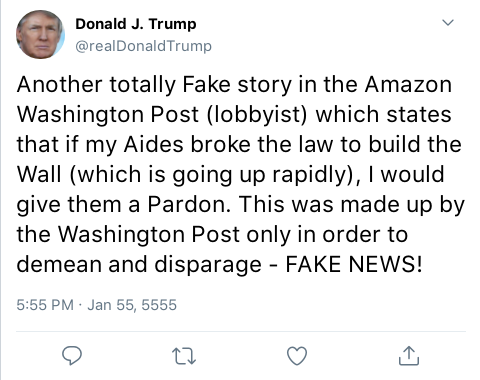 Donald J. Trump
@realDonaldTrump
Another totally Fake story in the Amazon
Washington Post (lobbyist) which states
that if my Aides broke the law to build the
Wall (which is going up rapidly), I would
give them a Pardon. This was made up by
the Washington Post only in order to
demean and disparage - FAKE NEWS!
5:55 PM · Jan 55, 5555